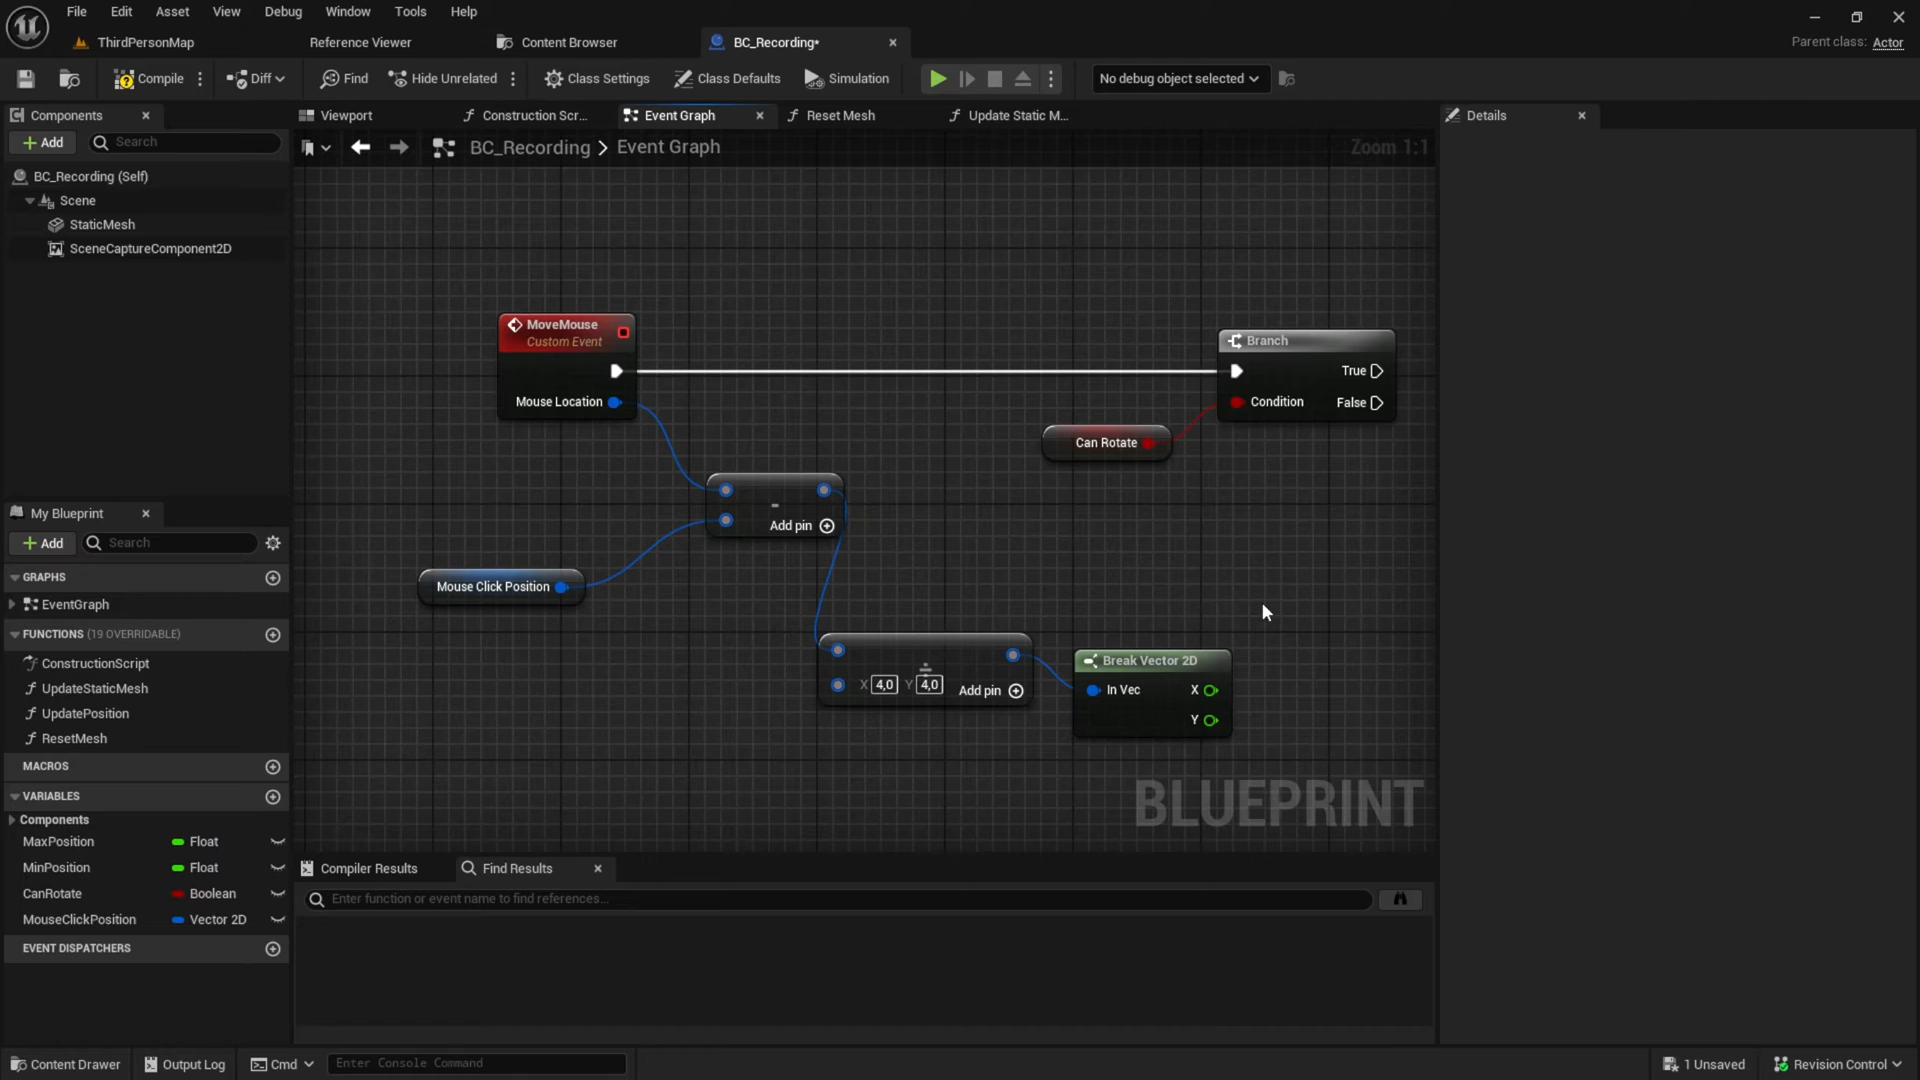 File Edit Asset View Debug Window Tools Help
ThirdPersonMap Reference Viewer Content Browser BC_Recording*
Parent class: Actor
Compile Diff Find Hide Unrelated Class Settings Class Defaults Simulation No debug object selected
Components Viewport Construction Scr... Event Graph Reset Mesh Update Static M... Details
Add Search
BC_Recording > Event Graph Zoom 1:1
BC_Recording (Self)
Scene
StaticMesh
SceneCaptureComponent2D
MoveMouse
Custom Event
Mouse Location
Branch
True
Condition False
Can Rotate
-
Add pin
Mouse Click Position
÷
X 4,0 Y 4,0 Add pin
Break Vector 2D
In Vec X
Y
BLUEPRINT
My Blueprint
Add Search
GRAPHS
EventGraph
FUNCTIONS (19 OVERRIDABLE)
ConstructionScript
UpdateStaticMesh
UpdatePosition
ResetMesh
MACROS
VARIABLES
Components
MaxPosition Float
MinPosition Float
CanRotate Boolean
MouseClickPosition Vector 2D
EVENT DISPATCHERS
Compiler Results Find Results
Enter function or event name to find references...
Content Drawer Output Log Cmd Enter Console Command 1 Unsaved Revision Control